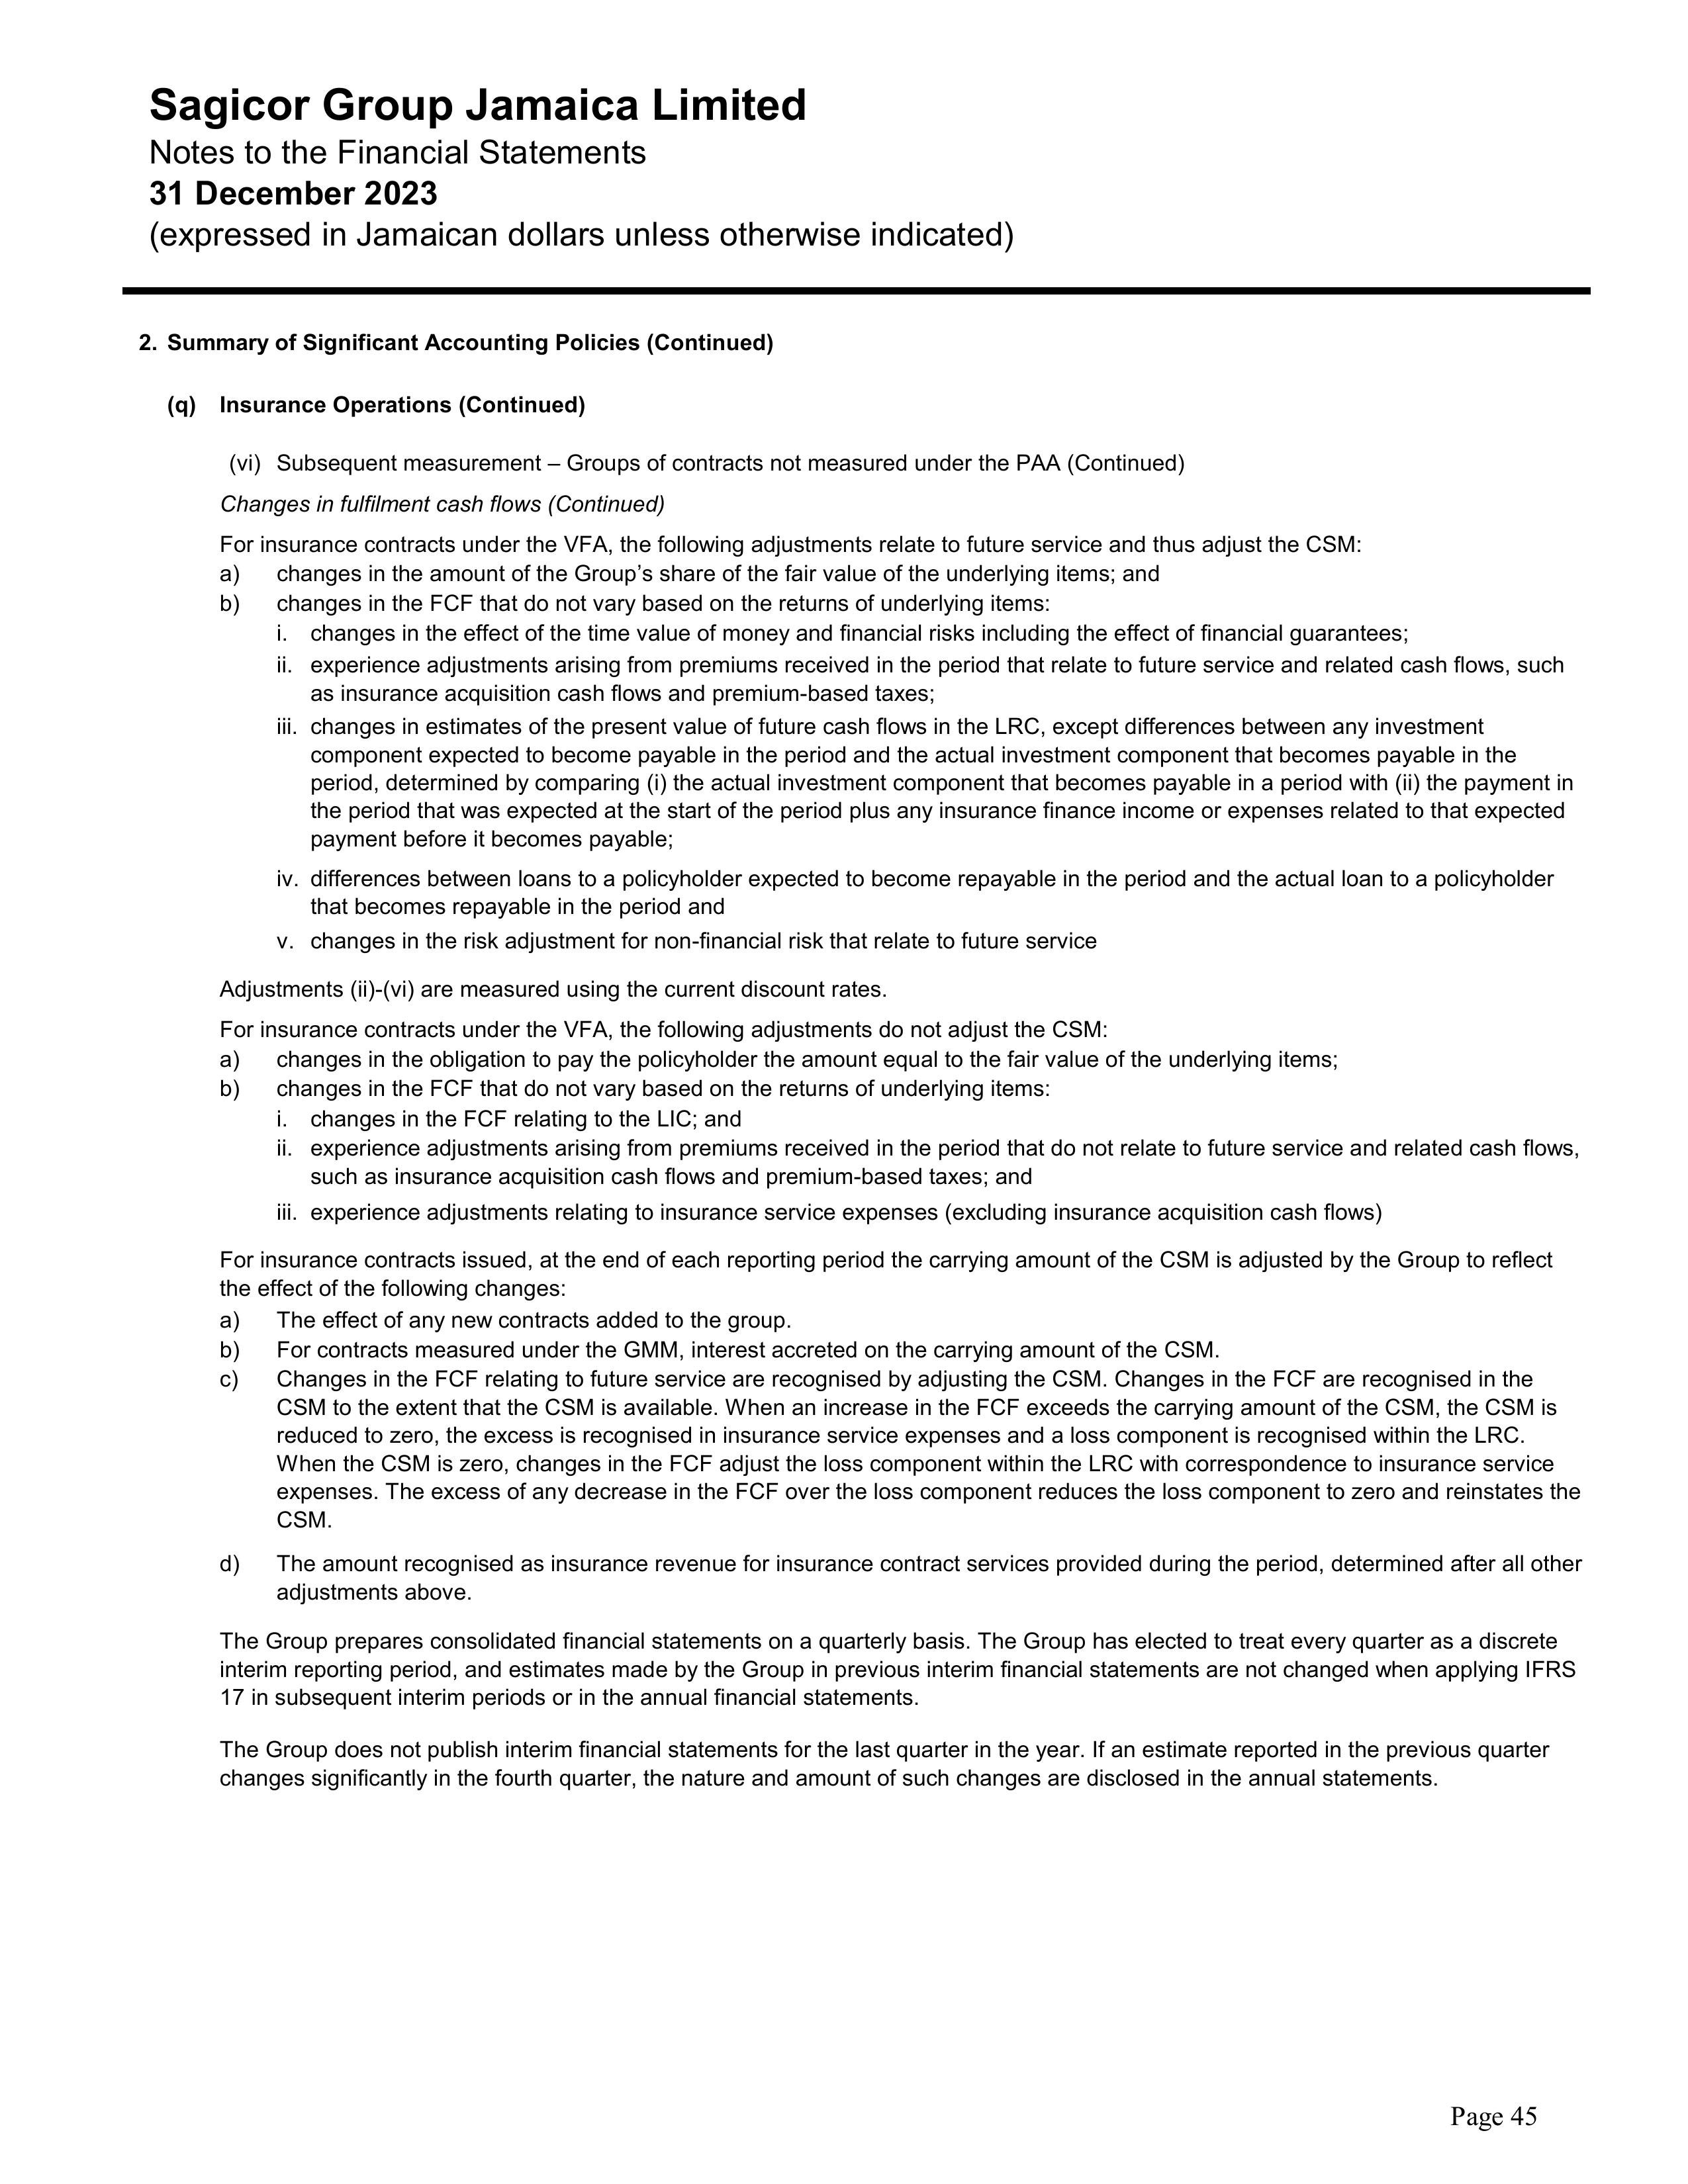 Sagicor Group Jamaica Limited
Notes to the Financial Statements
31 December 2023
(expressed in Jamaican dollars unless otherwise indicated)
2. Summary of Significant Accounting Policies (Continued)
(q) Insurance Operations (Continued)
(vi) Subsequent measurement – Groups of contracts not measured under the PAA (Continued)
Changes in fulfilment cash flows (Continued)
For insurance contracts under the VFA, the following adjustments relate to future service and thus adjust the CSM:
a) changes in the amount of the Group’s share of the fair value of the underlying items; and
b) changes in the FCF that do not vary based on the returns of underlying items:
i. changes in the effect of the time value of money and financial risks including the effect of financial guarantees;
ii. experience adjustments arising from premiums received in the period that relate to future service and related cash flows, such
as insurance acquisition cash flows and premium-based taxes;
iii. changes in estimates of the present value of future cash flows in the LRC, except differences between any investment
component expected to become payable in the period and the actual investment component that becomes payable in the
period, determined by comparing (i) the actual investment component that becomes payable in a period with (ii) the payment in
the period that was expected at the start of the period plus any insurance finance income or expenses related to that expected
payment before it becomes payable;
iv. differences between loans to a policyholder expected to become repayable in the period and the actual loan to a policyholder
that becomes repayable in the period and
v. changes in the risk adjustment for non-financial risk that relate to future service
Adjustments (ii)-(vi) are measured using the current discount rates.
For insurance contracts under the VFA, the following adjustments do not adjust the CSM:
a) changes in the obligation to pay the policyholder the amount equal to the fair value of the underlying items;
b) changes in the FCF that do not vary based on the returns of underlying items:
i. changes in the FCF relating to the LIC; and
ii. experience adjustments arising from premiums received in the period that do not relate to future service and related cash flows,
such as insurance acquisition cash flows and premium-based taxes; and
iii. experience adjustments relating to insurance service expenses (excluding insurance acquisition cash flows)
For insurance contracts issued, at the end of each reporting period the carrying amount of the CSM is adjusted by the Group to reflect
the effect of the following changes:
a) The effect of any new contracts added to the group.
b) For contracts measured under the GMM, interest accreted on the carrying amount of the CSM.
c) Changes in the FCF relating to future service are recognised by adjusting the CSM. Changes in the FCF are recognised in the
CSM to the extent that the CSM is available. When an increase in the FCF exceeds the carrying amount of the CSM, the CSM is
reduced to zero, the excess is recognised in insurance service expenses and a loss component is recognised within the LRC.
When the CSM is zero, changes in the FCF adjust the loss component within the LRC with correspondence to insurance service
expenses. The excess of any decrease in the FCF over the loss component reduces the loss component to zero and reinstates the
CSM.
d) The amount recognised as insurance revenue for insurance contract services provided during the period, determined after all other
adjustments above.
The Group prepares consolidated financial statements on a quarterly basis. The Group has elected to treat every quarter as a discrete
interim reporting period, and estimates made by the Group in previous interim financial statements are not changed when applying IFRS
17 in subsequent interim periods or in the annual financial statements.
The Group does not publish interim financial statements for the last quarter in the year. If an estimate reported in the previous quarter
changes significantly in the fourth quarter, the nature and amount of such changes are disclosed in the annual statements.
Page 45